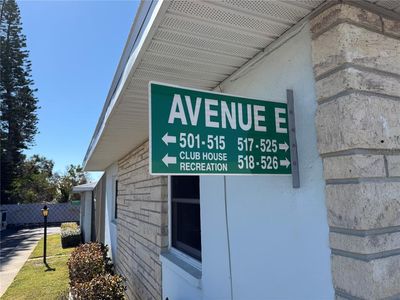 AVENUE E
← 501-515 517-525 →
← CLUB HOUSE RECREATION 518-526 →